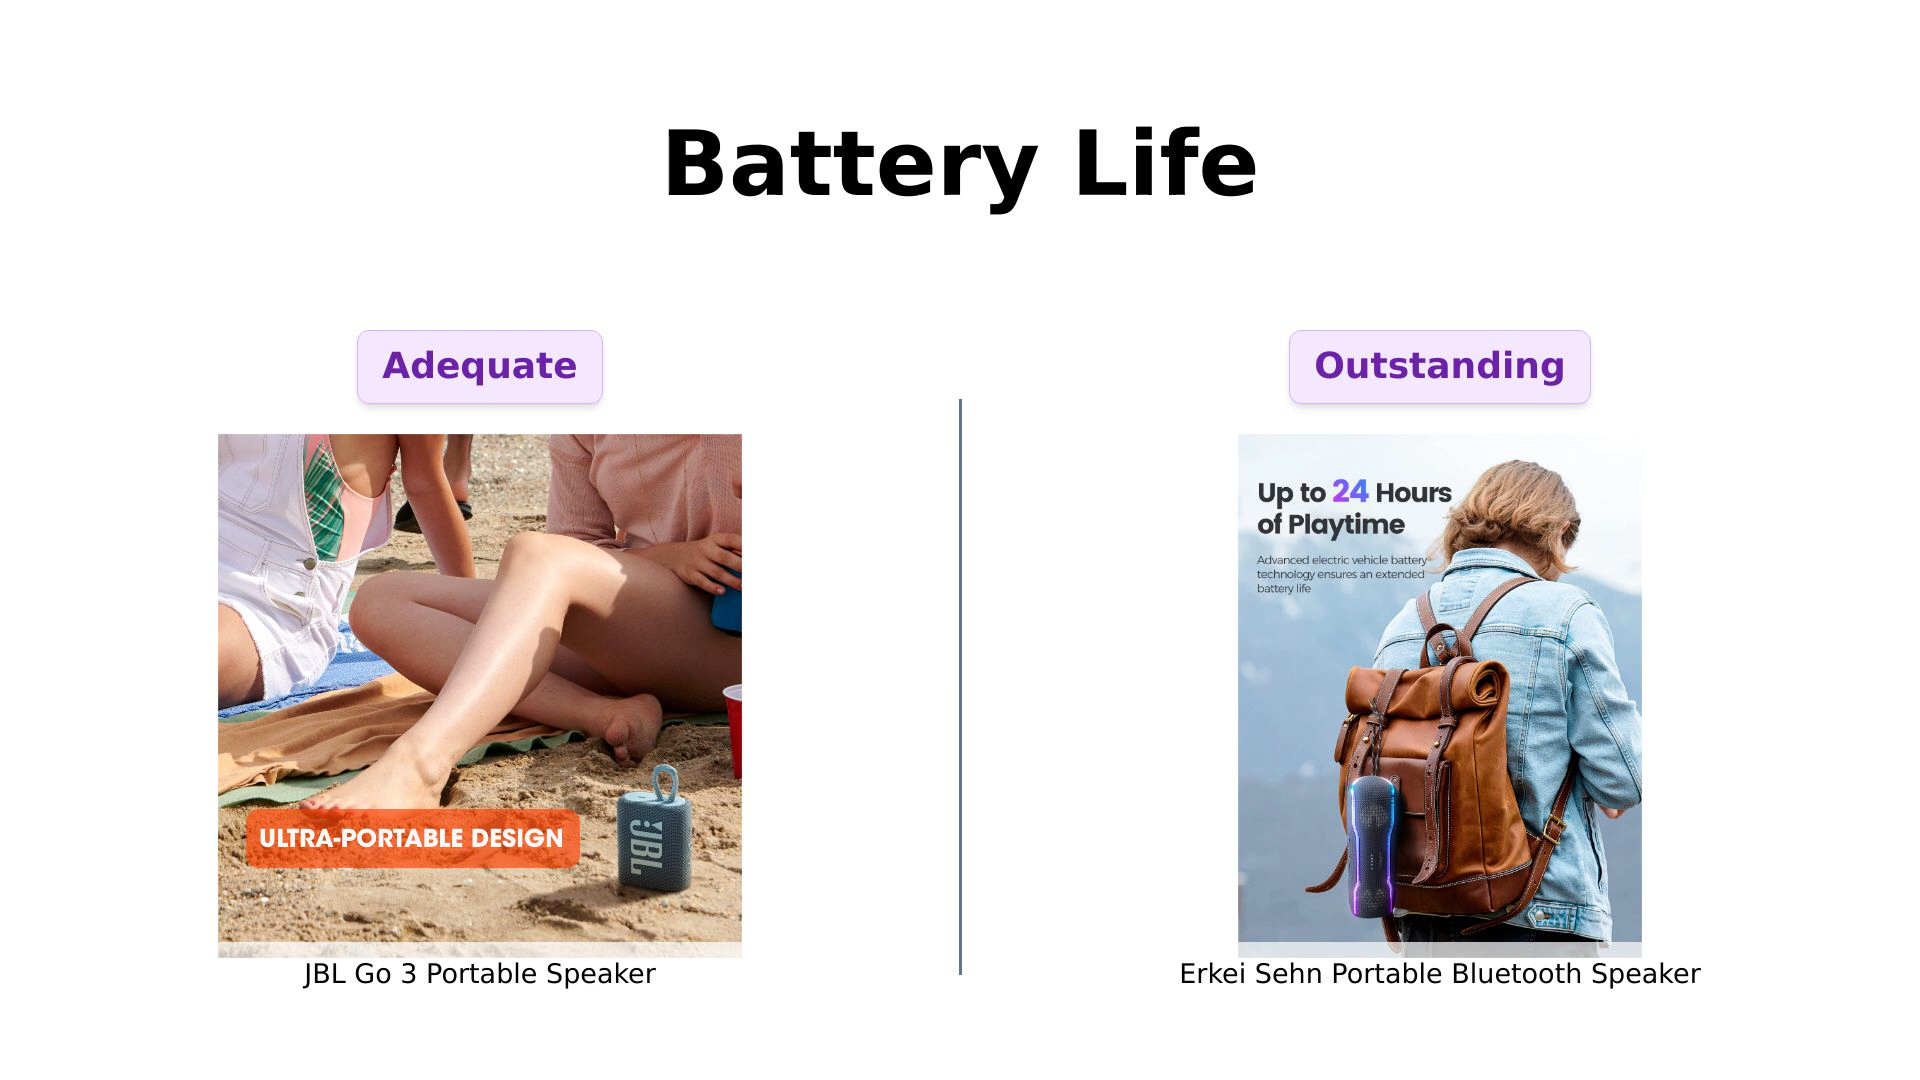 Battery Life
Adequate
Outstanding
ULTRA-PORTABLE DESIGN
JBL
JBL Go 3 Portable Speaker
Up to 24 Hours
of Playtime
Advanced electric vehicle battery
technology ensures an extended
battery life
Erkei Sehn Portable Bluetooth Speaker